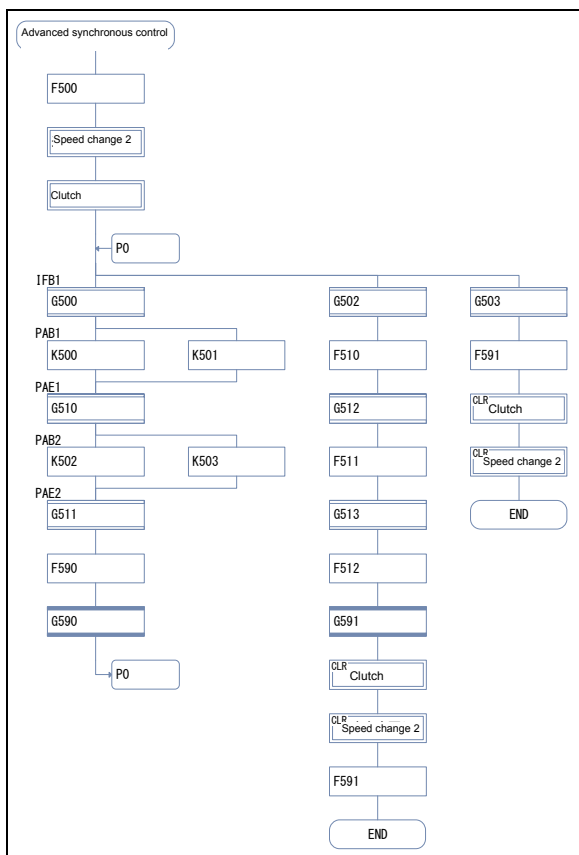 Advanced synchronous control
F500
Speed change 2
Clutch
P0
IFB1
G500
G502
G503
PAB1
K500
K501
F510
F591
PAE1
G510
G512
CLR
Clutch
PAB2
K502
K503
F511
CLR
Speed change 2
PAE2
G511
G513
END
F590
F512
G590
G591
P0
CLR
Clutch
CLR
Speed change 2
F591
END